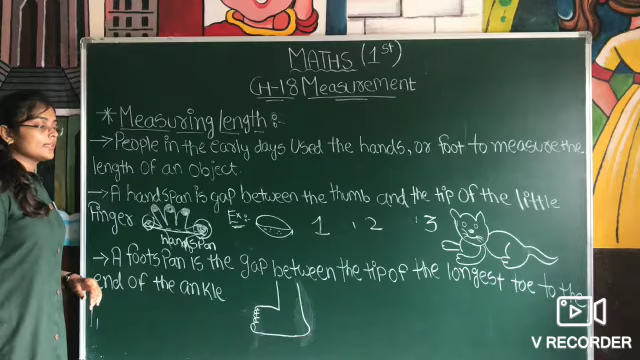 MATHS (1st)
CH-18 Measurement
* Measuring length :-
→ People in the early days used the hands, or foot to measure the
length of an object.
→ A handspan is gap between the thumb and the tip of the little
finger
Ex:- 1 , 2 , 3
handspan
→ A footspan is the gap between the tip of the longest toe to the
end of the ankle
V RECORDER